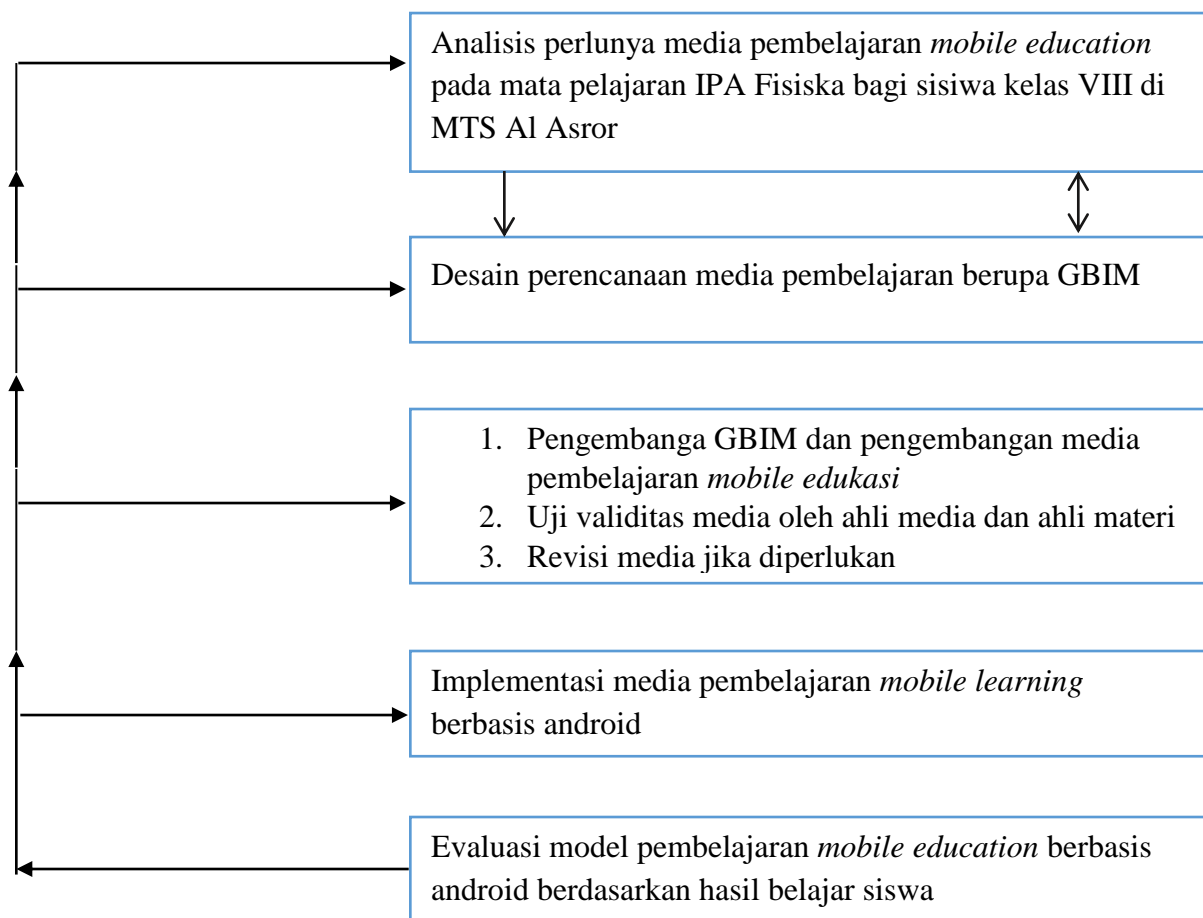 Analisis perlunya media pembelajaran mobile education
pada mata pelajaran IPA Fisiska bagi sisiwa kelas VIII di
MTS Al Asror
Desain perencanaan media pembelajaran berupa GBIM
1. Pengembanga GBIM dan pengembangan media
pembelajaran mobile edukasi
2. Uji validitas media oleh ahli media dan ahli materi
3. Revisi media jika diperlukan
Implementasi media pembelajaran mobile learning
berbasis android
Evaluasi model pembelajaran mobile education berbasis
android berdasarkan hasil belajar siswa